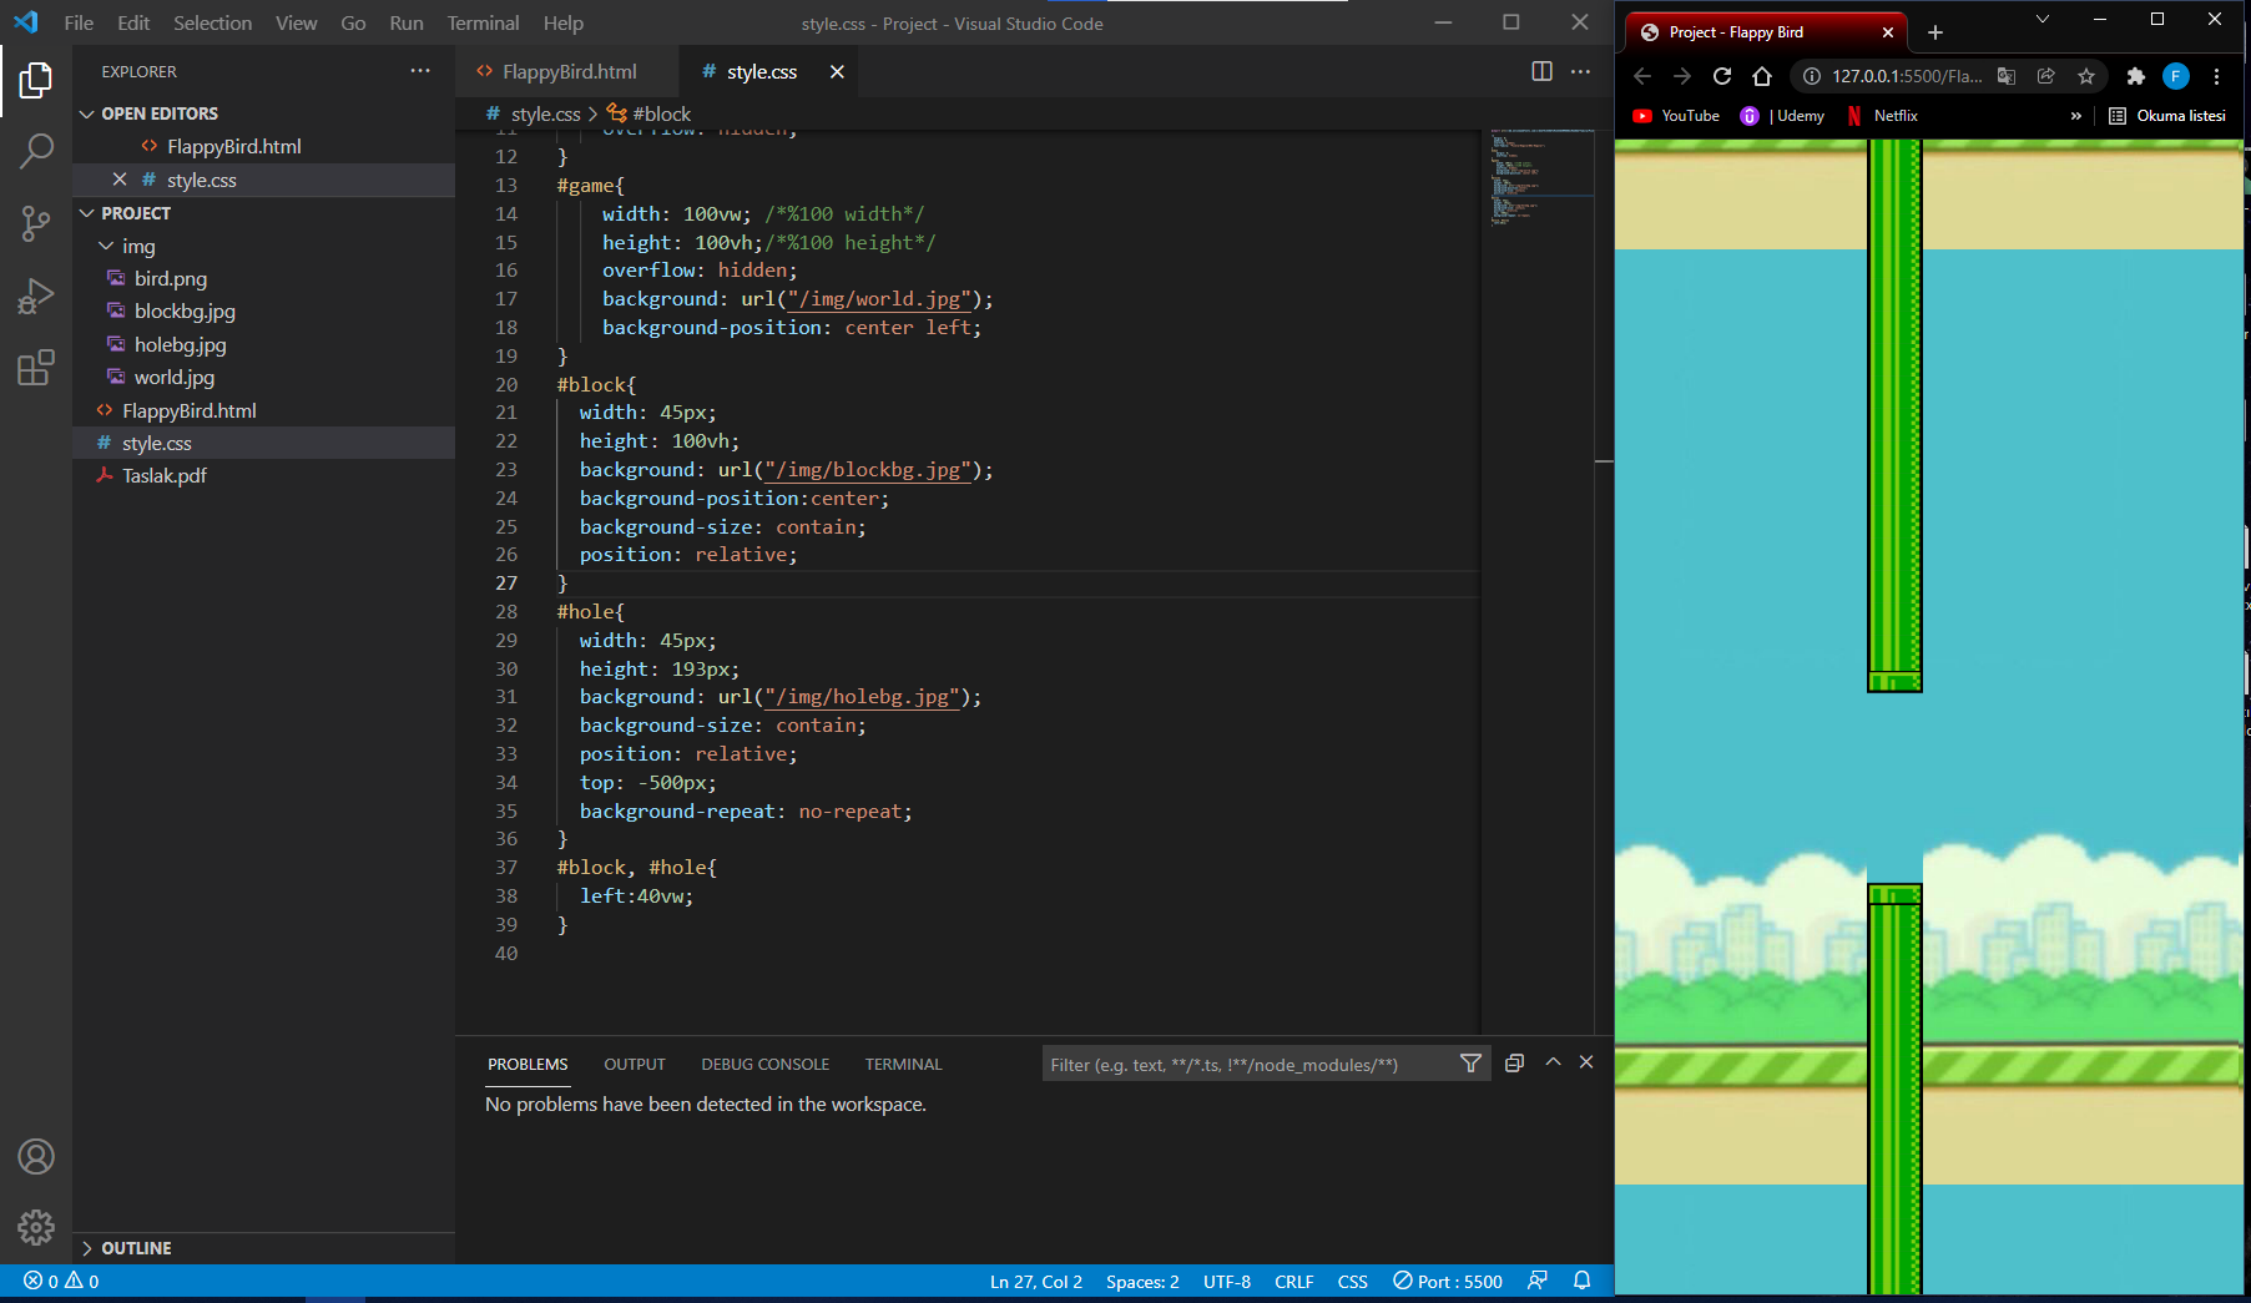 File Edit Selection View Go Run Terminal Help
style.css - Project - Visual Studio Code
EXPLORER
OPEN EDITORS
FlappyBird.html
style.css
PROJECT
img
bird.png
blockbg.jpg
holebg.jpg
world.jpg
FlappyBird.html
style.css
Taslak.pdf
OUTLINE
FlappyBird.html
# style.css
# style.css > #block
11 overflow: hidden;
12 }
13 #game{
14 width: 100vw; /*%100 width*/
15 height: 100vh;/*%100 height*/
16 overflow: hidden;
17 background: url("/img/world.jpg");
18 background-position: center left;
19 }
20 #block{
21 width: 45px;
22 height: 100vh;
23 background: url("/img/blockbg.jpg");
24 background-position:center;
25 background-size: contain;
26 position: relative;
27 }
28 #hole{
29 width: 45px;
30 height: 193px;
31 background: url("/img/holebg.jpg");
32 background-size: contain;
33 position: relative;
34 top: -500px;
35 background-repeat: no-repeat;
36 }
37 #block, #hole{
38 left:40vw;
39 }
40
PROBLEMS OUTPUT DEBUG CONSOLE TERMINAL
Filter (e.g. text, **/*.ts, !**/node_modules/**)
No problems have been detected in the workspace.
0 0
Ln 27, Col 2 Spaces: 2 UTF-8 CRLF CSS Port : 5500
Project - Flappy Bird
127.0.0.1:5500/Fla...
F
YouTube | Udemy Netflix » Okuma listesi